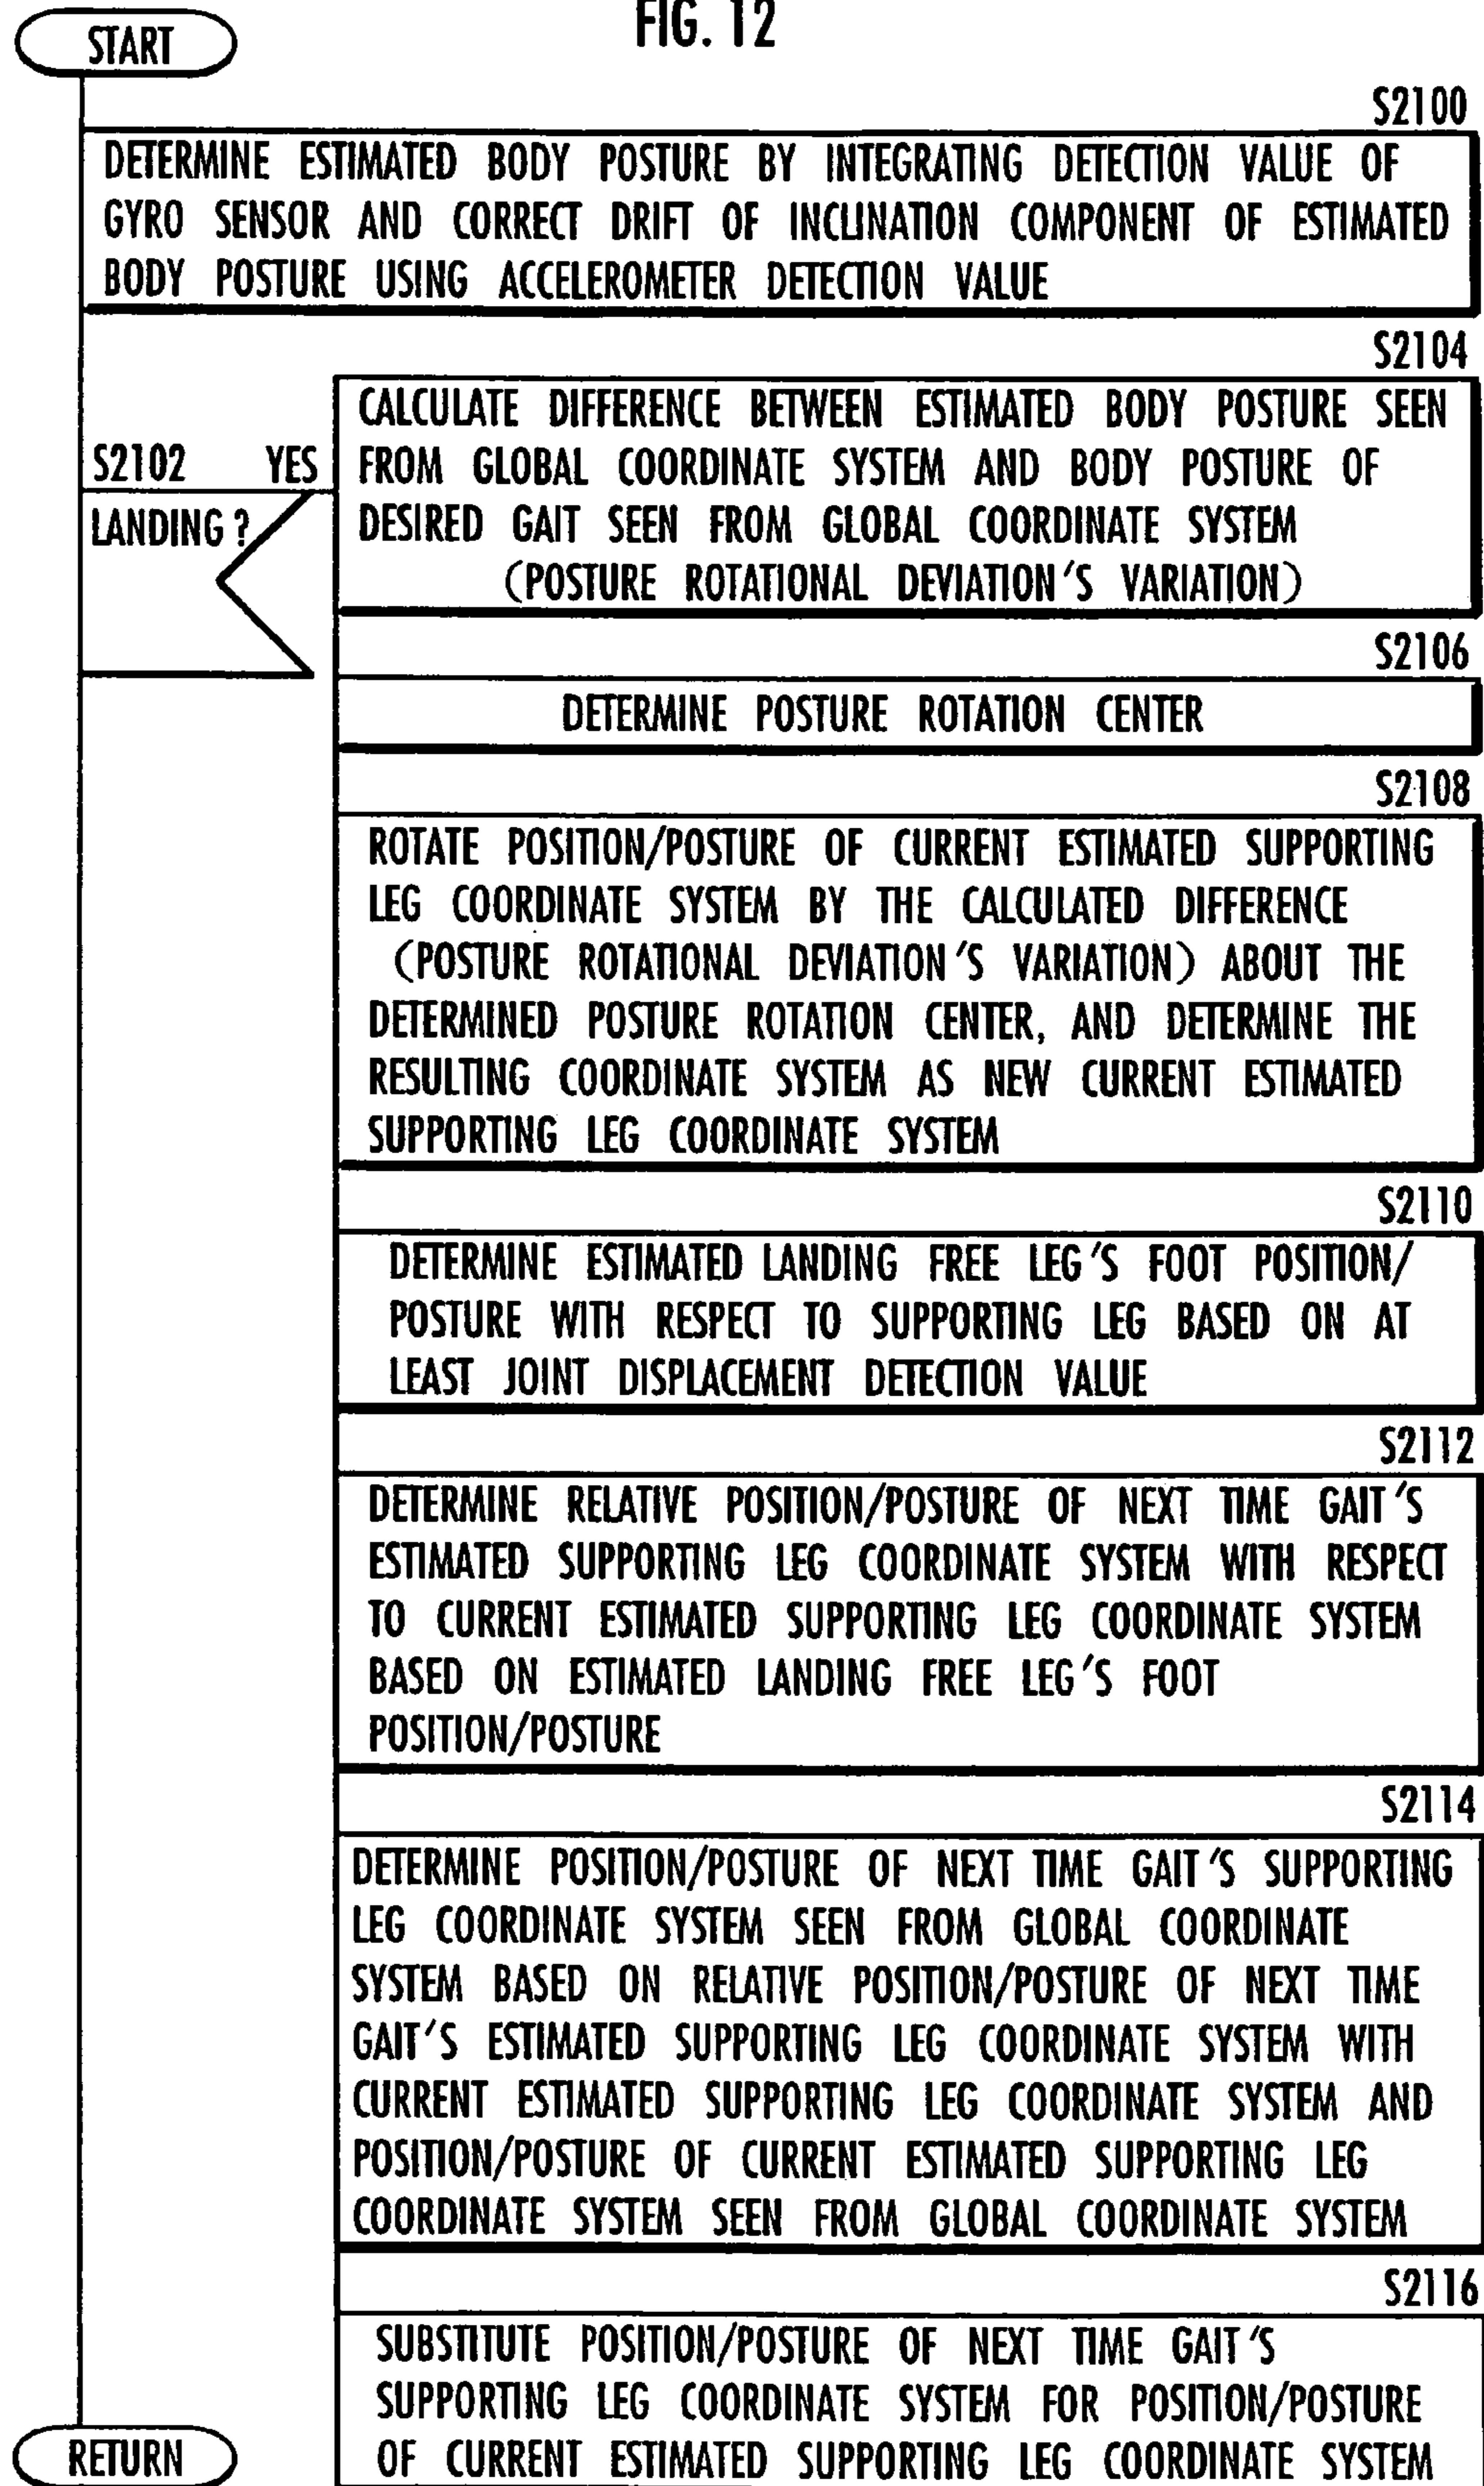 FIG. 12
START
S2100
DETERMINE ESTIMATED BODY POSTURE BY INTEGRATING DETECTION VALUE OF
GYRO SENSOR AND CORRECT DRIFT OF INCLINATION COMPONENT OF ESTIMATED
BODY POSTURE USING ACCELEROMETER DETECTION VALUE
S2102 YES
LANDING ?
S2104
CALCULATE DIFFERENCE BETWEEN ESTIMATED BODY POSTURE SEEN
FROM GLOBAL COORDINATE SYSTEM AND BODY POSTURE OF
DESIRED GAIT SEEN FROM GLOBAL COORDINATE SYSTEM
(POSTURE ROTATIONAL DEVIATION'S VARIATION)
S2106
DETERMINE POSTURE ROTATION CENTER
S2108
ROTATE POSITION/POSTURE OF CURRENT ESTIMATED SUPPORTING
LEG COORDINATE SYSTEM BY THE CALCULATED DIFFERENCE
(POSTURE ROTATIONAL DEVIATION'S VARIATION) ABOUT THE
DETERMINED POSTURE ROTATION CENTER, AND DETERMINE THE
RESULTING COORDINATE SYSTEM AS NEW CURRENT ESTIMATED
SUPPORTING LEG COORDINATE SYSTEM
S2110
DETERMINE ESTIMATED LANDING FREE LEG'S FOOT POSITION/
POSTURE WITH RESPECT TO SUPPORTING LEG BASED ON AT
LEAST JOINT DISPLACEMENT DETECTION VALUE
S2112
DETERMINE RELATIVE POSITION/POSTURE OF NEXT TIME GAIT'S
ESTIMATED SUPPORTING LEG COORDINATE SYSTEM WITH RESPECT
TO CURRENT ESTIMATED SUPPORTING LEG COORDINATE SYSTEM
BASED ON ESTIMATED LANDING FREE LEG'S FOOT
POSITION/POSTURE
S2114
DETERMINE POSITION/POSTURE OF NEXT TIME GAIT'S SUPPORTING
LEG COORDINATE SYSTEM SEEN FROM GLOBAL COORDINATE
SYSTEM BASED ON RELATIVE POSITION/POSTURE OF NEXT TIME
GAIT'S ESTIMATED SUPPORTING LEG COORDINATE SYSTEM WITH
CURRENT ESTIMATED SUPPORTING LEG COORDINATE SYSTEM AND
POSITION/POSTURE OF CURRENT ESTIMATED SUPPORTING LEG
COORDINATE SYSTEM SEEN FROM GLOBAL COORDINATE SYSTEM
S2116
SUBSTITUTE POSITION/POSTURE OF NEXT TIME GAIT'S
SUPPORTING LEG COORDINATE SYSTEM FOR POSITION/POSTURE
OF CURRENT ESTIMATED SUPPORTING LEG COORDINATE SYSTEM
RETURN